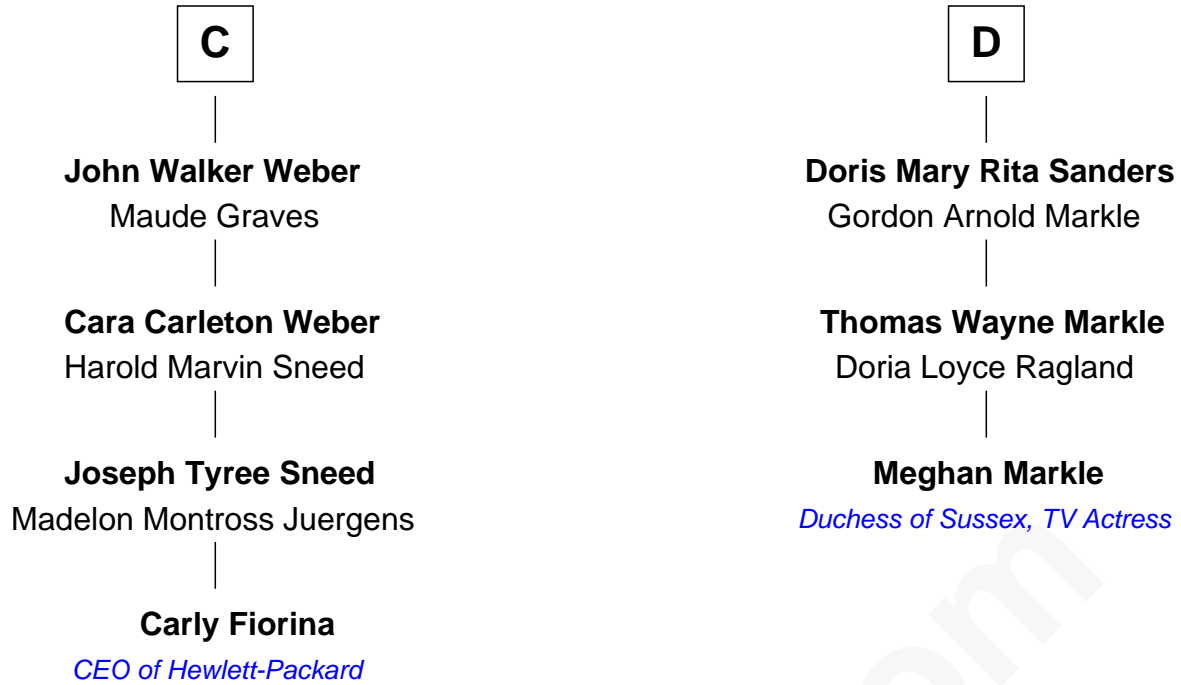 C
John Walker Weber
Maude Graves
Cara Carleton Weber
Harold Marvin Sneed
Joseph Tyree Sneed
Madelon Montross Juergens
Carly Fiorina
CEO of Hewlett-Packard
D
Doris Mary Rita Sanders
Gordon Arnold Markle
Thomas Wayne Markle
Doria Loyce Ragland
Meghan Markle
Duchess of Sussex, TV Actress
om